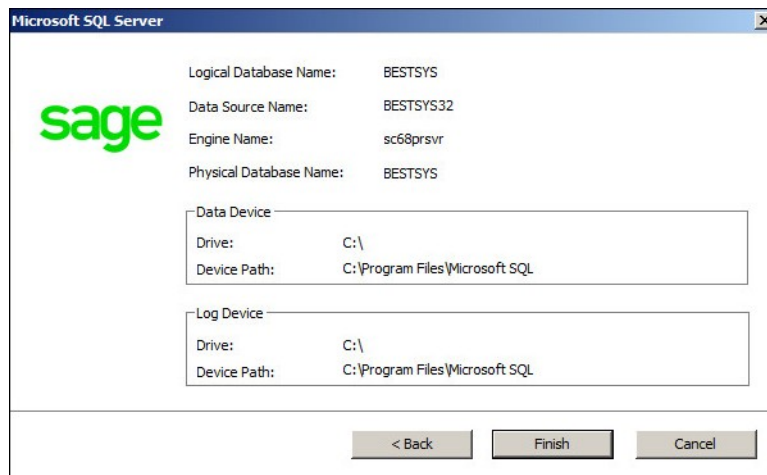 Microsoft SQL Server
sage
Logical Database Name: BESTSYS
Data Source Name: BESTSYS32
Engine Name: sc68prsvr
Physical Database Name: BESTSYS
Data Device
Drive: C:\
Device Path: C:\Program Files\Microsoft SQL
Log Device
Drive: C:\
Device Path: C:\Program Files\Microsoft SQL
< Back Finish Cancel